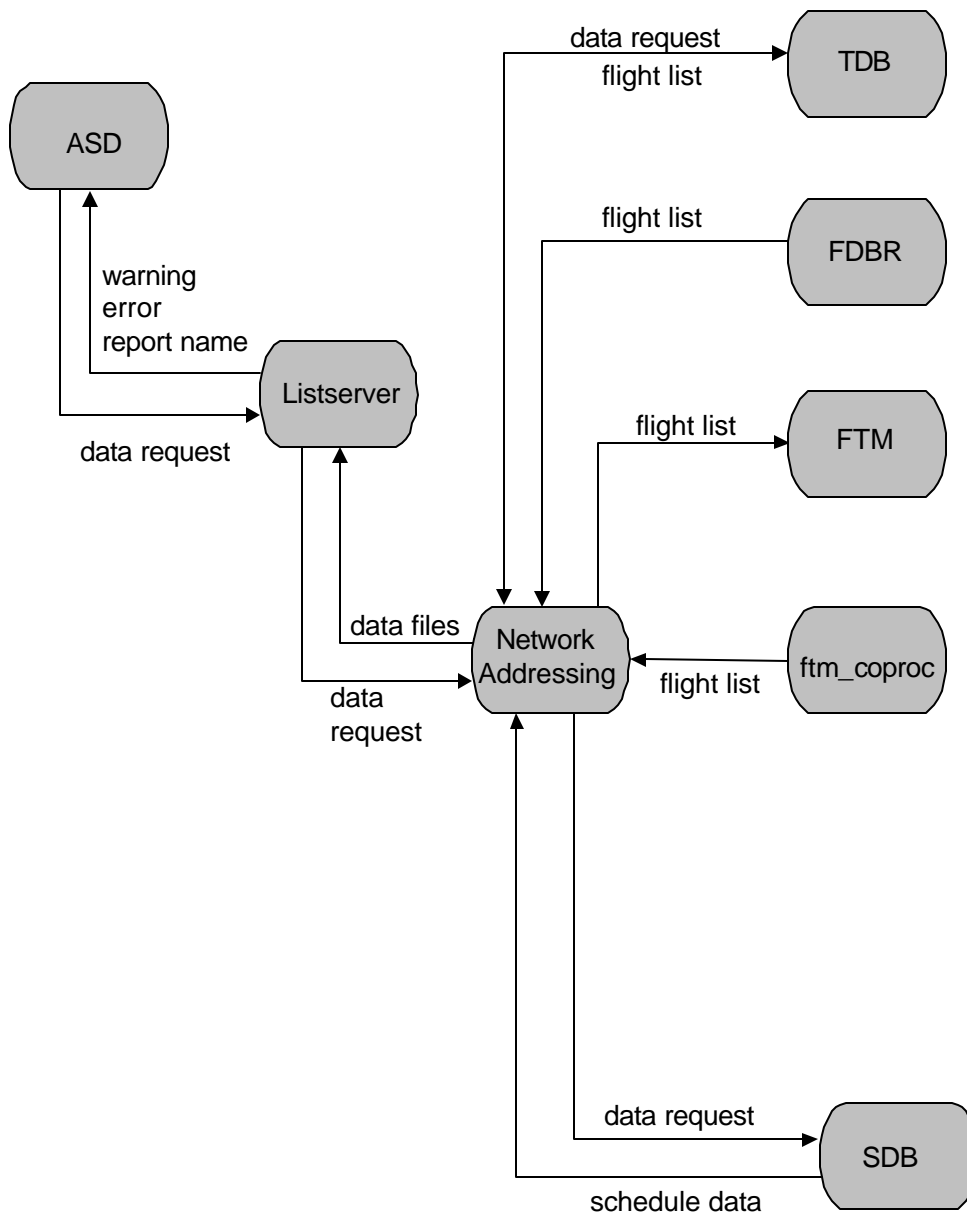 data request
flight list
TDB
ASD
flight list
FDBR
warning
error
report name
Listserver
data request
flight list
FTM
data files
Network
Addressing
ftm_coproc
flight list
data
request
data request
SDB
schedule data